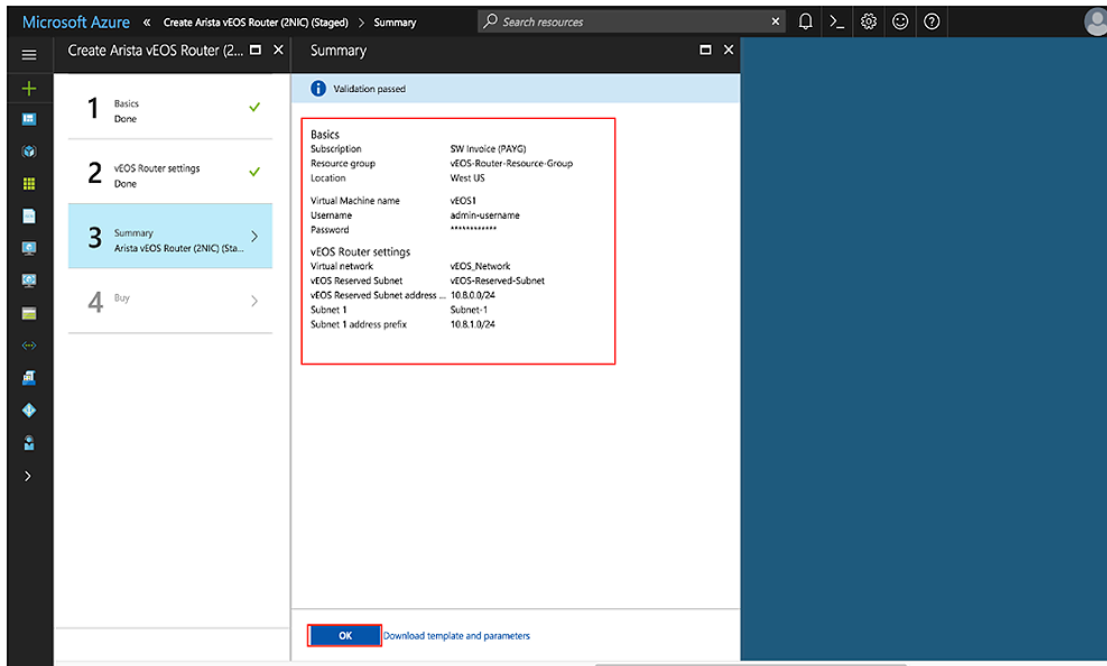 Microsoft Azure « Create Arista vEOS Router (2NIC) (Staged) > Summary Search resources
Create Arista vEOS Router (2... Summary
Validation passed
1 Basics
Done
2 vEOS Router settings
Done
3 Summary
Arista vEOS Router (2NIC) (Sta...
4 Buy
Basics
Subscription SW Invoice (PAYG)
Resource group vEOS-Router-Resource-Group
Location West US
Virtual Machine name vEOS1
Username admin-username
Password ************
vEOS Router settings
Virtual network vEOS_Network
vEOS Reserved Subnet vEOS-Reserved-Subnet
vEOS Reserved Subnet address ... 10.8.0.0/24
Subnet 1 Subnet-1
Subnet 1 address prefix 10.8.1.0/24
OK Download template and parameters